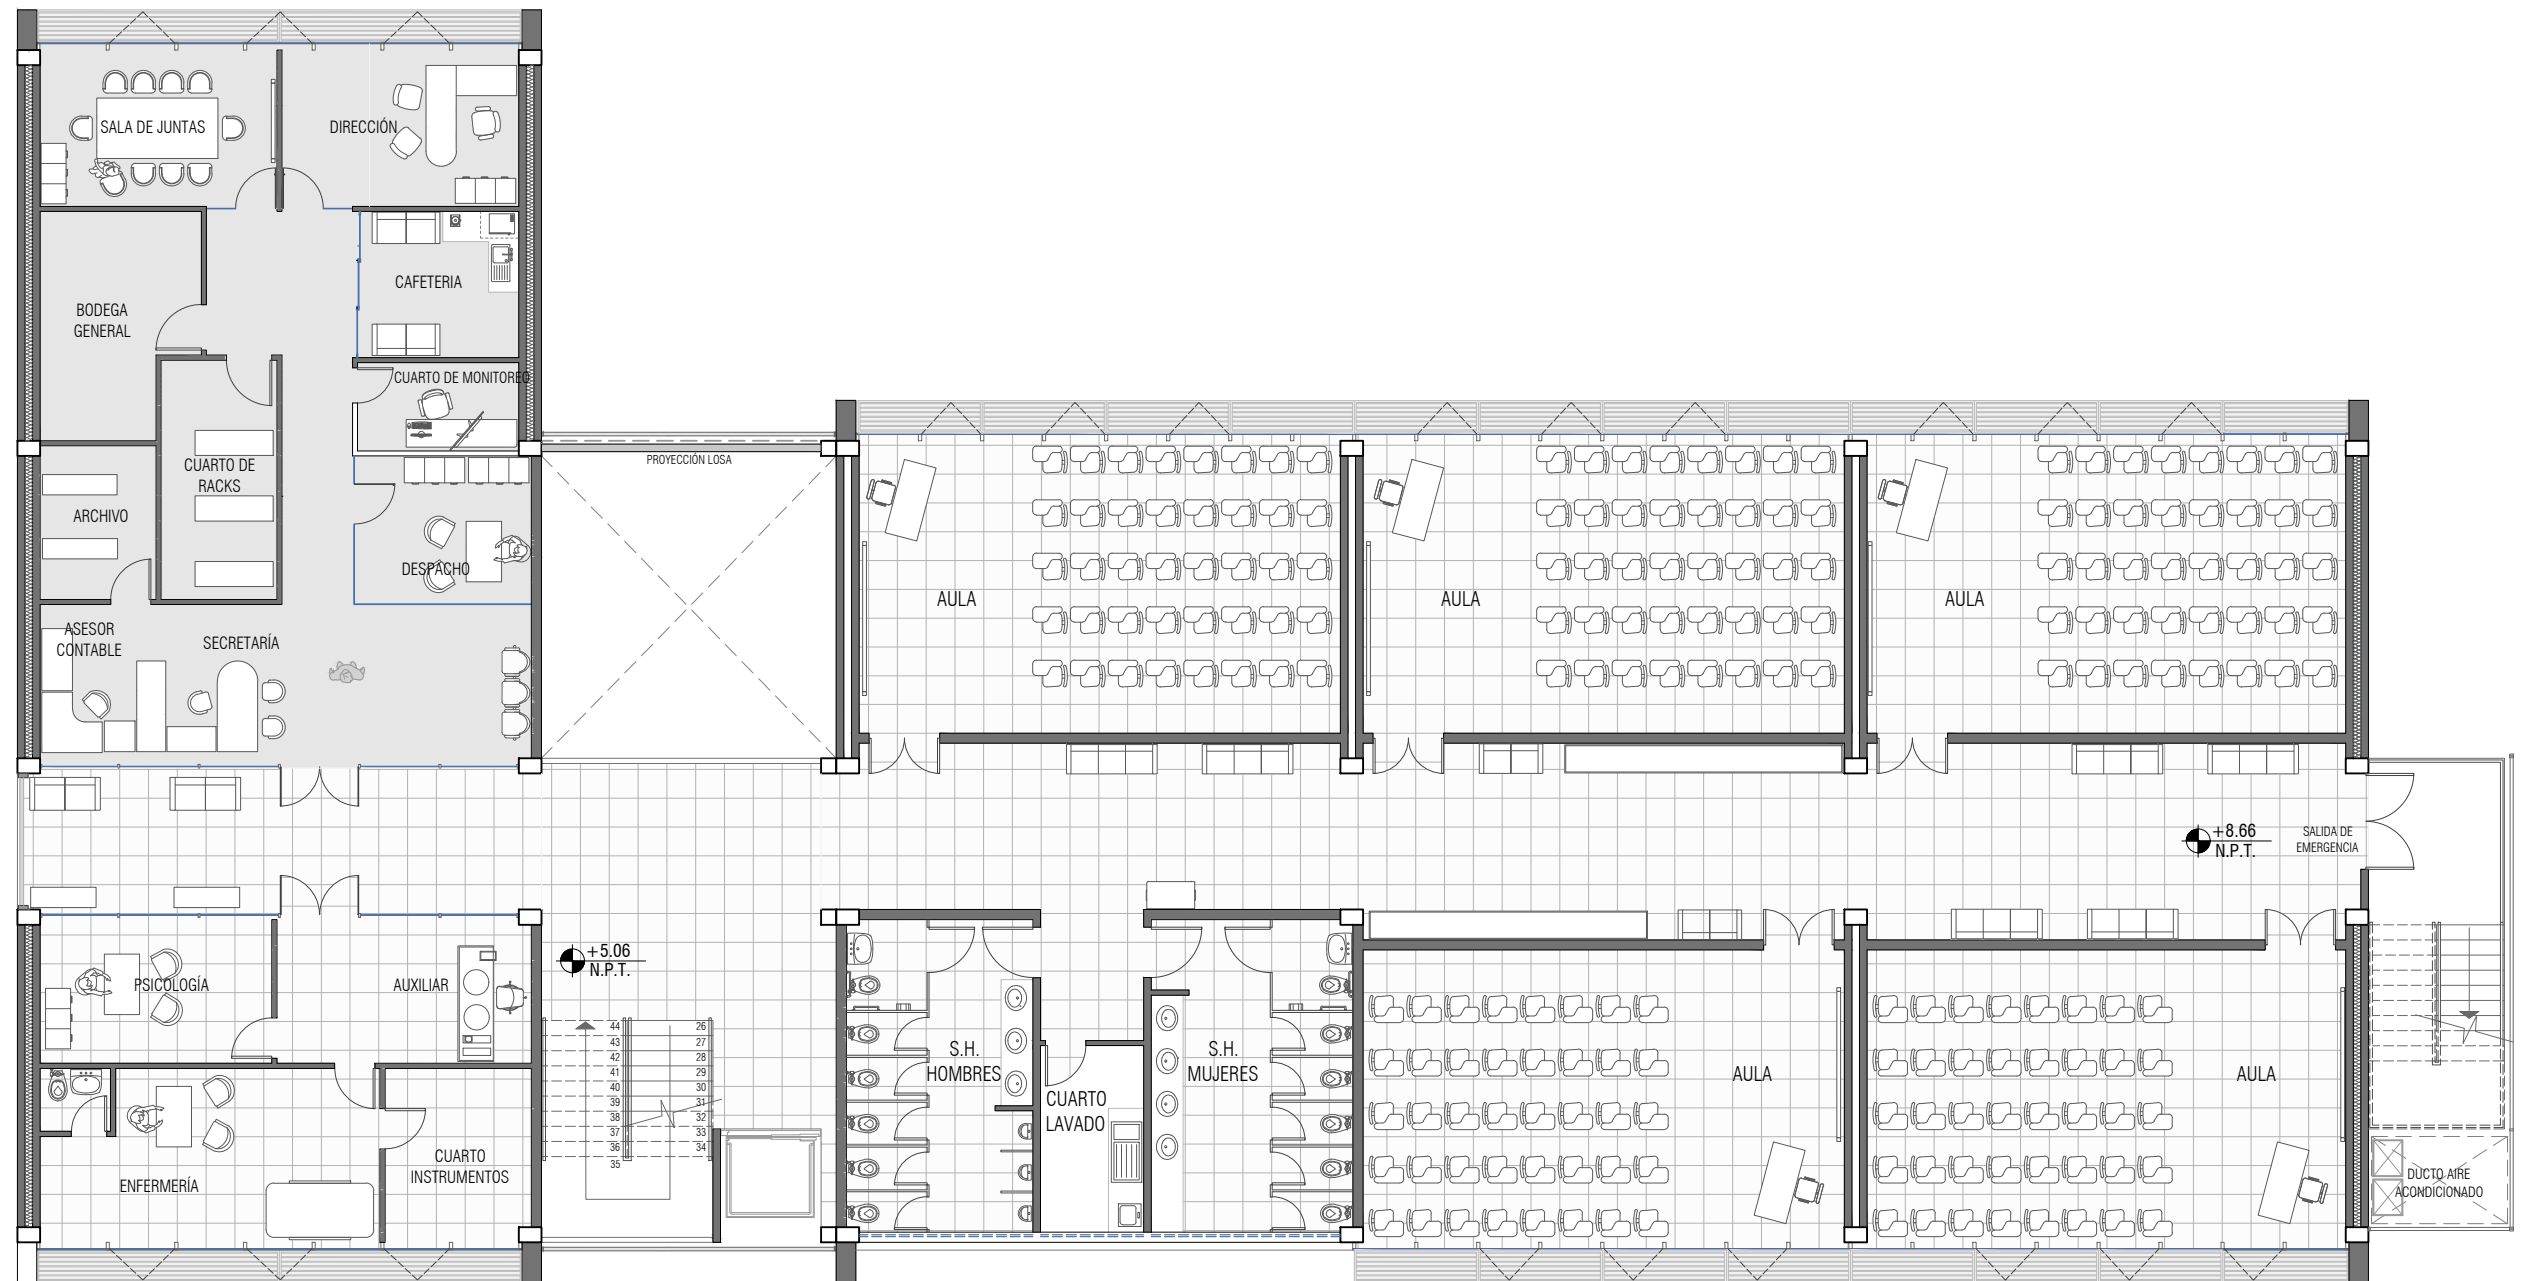 SALA DE JUNTAS
DIRECCIÓN
BODEGA
GENERAL
CAFETERIA
CUARTO DE MONITOREO
CUARTO DE
RACKS
ARCHIVO
DESPACHO
ASESOR
CONTABLE
SECRETARÍA
PROYECCIÓN LOSA
AULA
AULA
AULA
+8.66
N.P.T.
SALIDA DE
EMERGENCIA
PSICOLOGÍA
AUXILIAR
+5.06
N.P.T.
44
43
42
41
40
39
38
37
36
35
26
27
28
29
30
31
32
33
34
ENFERMERÍA
CUARTO
INSTRUMENTOS
S.H.
HOMBRES
CUARTO
LAVADO
S.H.
MUJERES
AULA
AULA
DUCTO AIRE
ACONDICIONADO